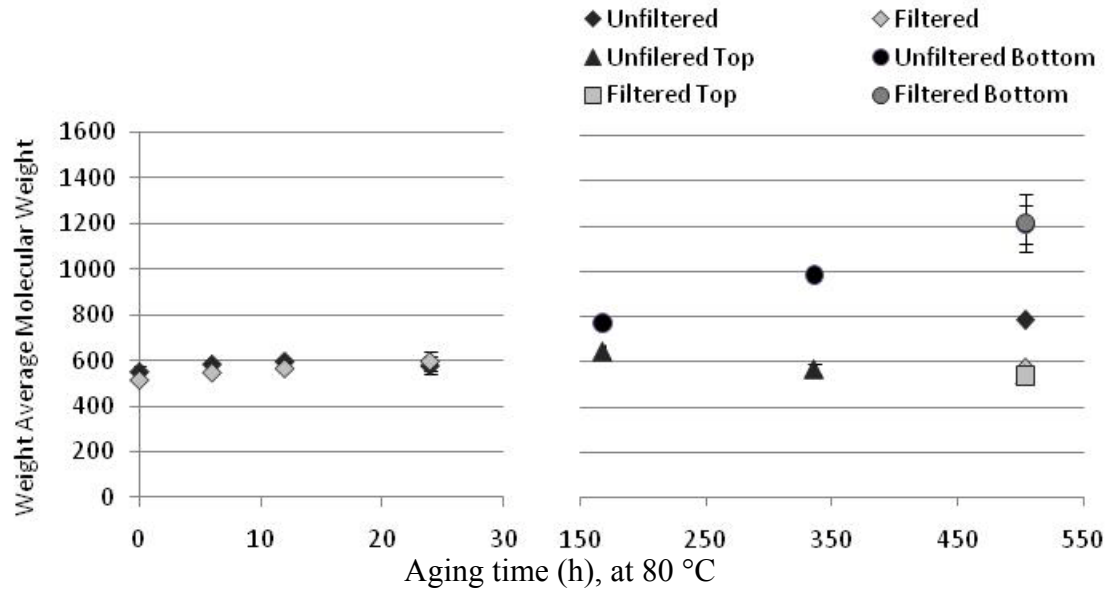 Unfiltered Filtered
Unfilered Top Unfiltered Bottom
Filtered Top Filtered Bottom
Weight Average Molecular Weight
1600
1400
1200
1000
800
600
400
200
0
0 10 20 30 150 250 350 450 550
Aging time (h), at 80 °C